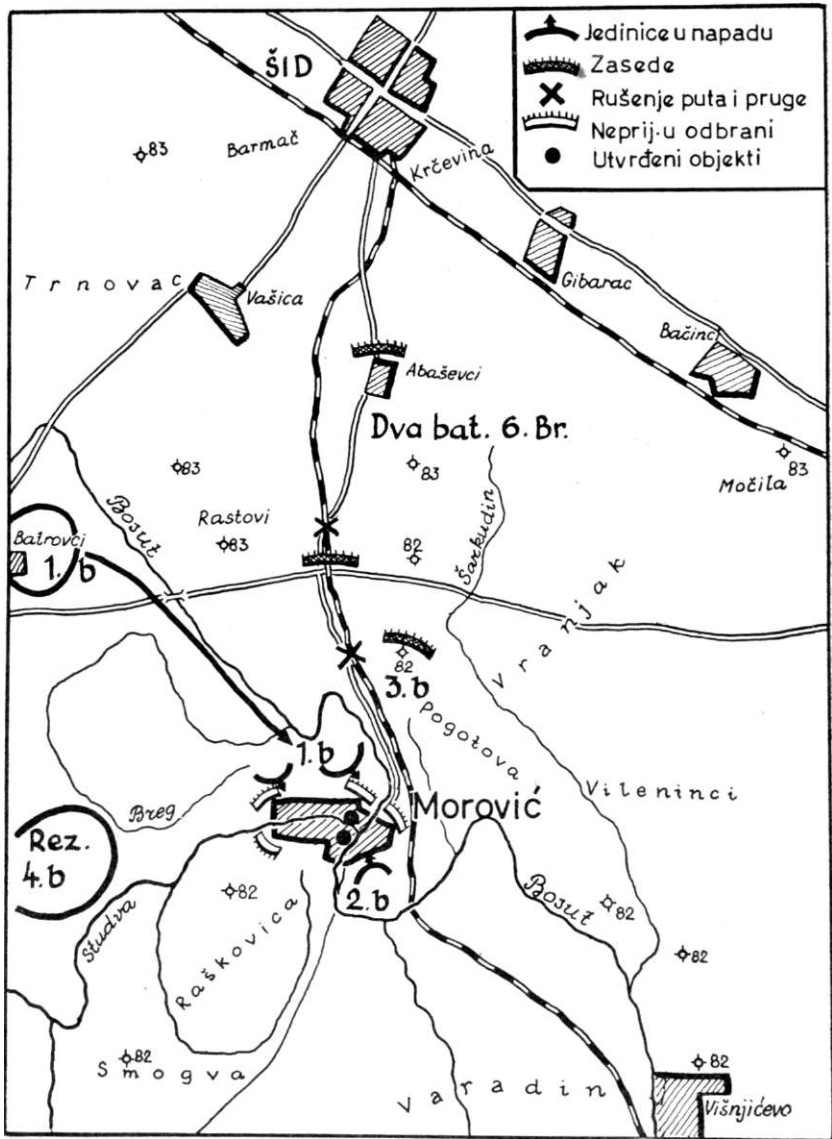 Jedinice u napadu
Zasede
Rušenje puta i pruge
Neprij. u odbrani
Utvrđeni objekti
ŠID
83
Barmač
Krčevina
Trnovac
Vašica
Gibarac
Bačinc
Abaševci
Dva bat. 6. Br.
83
83
83
Močila
Bosut
Rastovi
83
82
Šarkudin
Batrovci
1. b
Vranjak
82
3. b
Pogotova
1. b
Vileninci
Breg
Morović
Rez.
4. b
82
2. b
Bosut
82
Studva
Raškovica
82
82
Smogva
82
Varadin
Višnjićevo